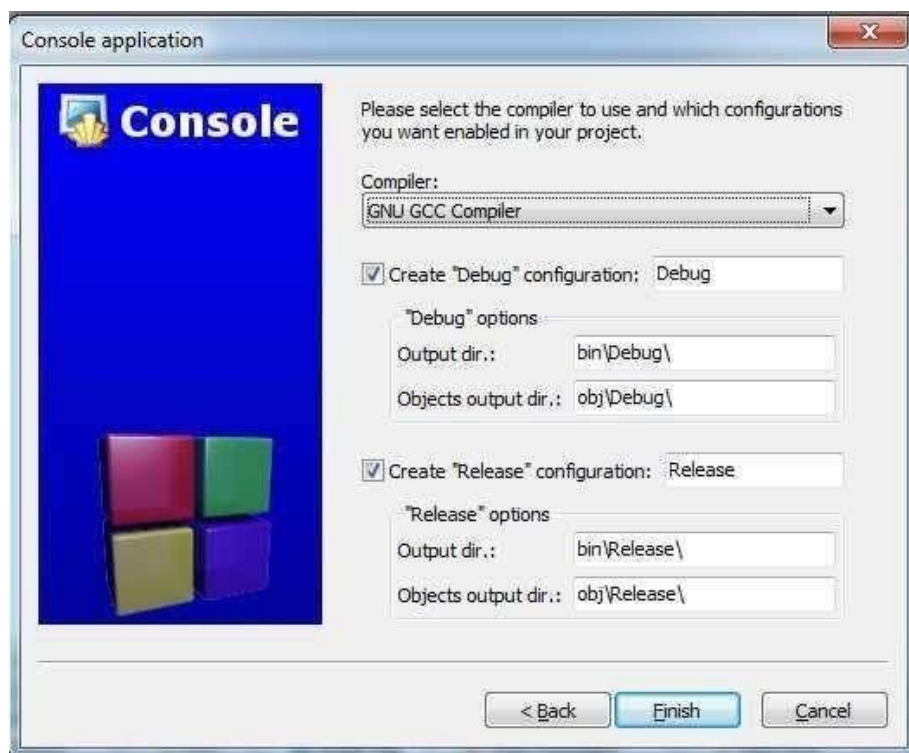 Console application
Console
Please select the compiler to use and which configurations
you want enabled in your project.
Compiler:
GNU GCC Compiler
Create "Debug" configuration: Debug
"Debug" options
Output dir.: bin\Debug\
Objects output dir.: obj\Debug\
Create "Release" configuration: Release
"Release" options
Output dir.: bin\Release\
Objects output dir.: obj\Release\
< Back Finish Cancel